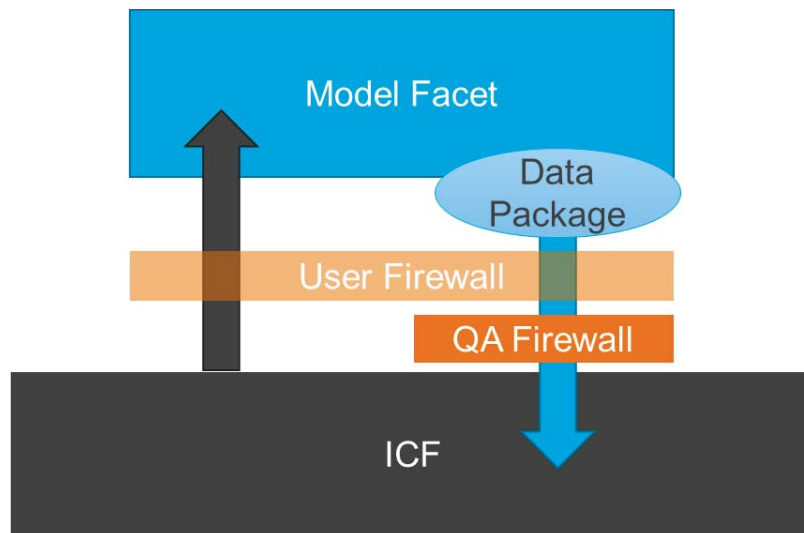 Model Facet
Data
Package
User Firewall
QA Firewall
ICF